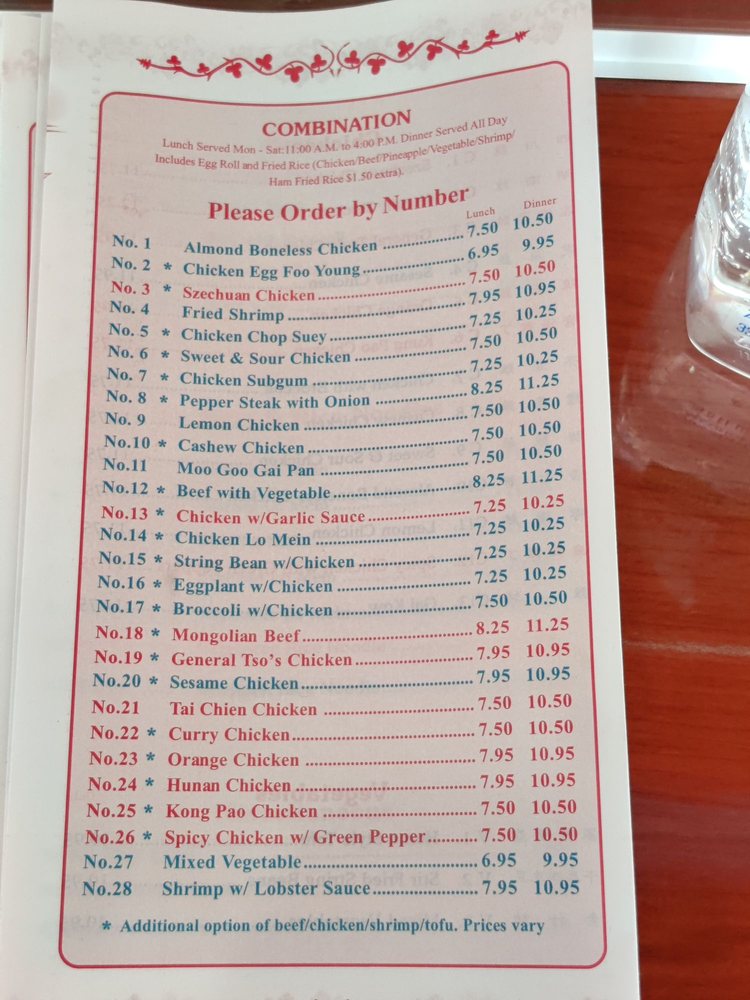 COMBINATION
Lunch Served Mon - Sat:11:00 A.M. to 4:00 P.M. Dinner Served All Day
Includes Egg Roll and Fried Rice (Chicken/Beef/Pineapple/Vegetable/Shrimp/
Ham Fried Rice $1.50 extra).
Please Order by Number
Lunch Dinner
No. 1 Almond Boneless Chicken 7.50 10.50
No. 2 * Chicken Egg Foo Young 6.95 9.95
No. 3 * Szechuan Chicken 7.50 10.50
No. 4 Fried Shrimp 7.95 10.95
No. 5 * Chicken Chop Suey 7.25 10.25
No. 6 * Sweet & Sour Chicken 7.50 10.50
No. 7 * Chicken Subgum 7.25 10.25
No. 8 * Pepper Steak with Onion 8.25 11.25
No. 9 Lemon Chicken 7.50 10.50
No.10 * Cashew Chicken 7.50 10.50
No.11 Moo Goo Gai Pan 7.50 10.50
No.12 * Beef with Vegetable 8.25 11.25
No.13 * Chicken w/Garlic Sauce 7.25 10.25
No.14 * Chicken Lo Mein 7.25 10.25
No.15 * String Bean w/Chicken 7.25 10.25
No.16 * Eggplant w/Chicken 7.25 10.25
No.17 * Broccoli w/Chicken 7.50 10.50
No.18 * Mongolian Beef 8.25 11.25
No.19 * General Tso's Chicken 7.95 10.95
No.20 * Sesame Chicken 7.95 10.95
No.21 Tai Chien Chicken 7.50 10.50
No.22 * Curry Chicken 7.50 10.50
No.23 * Orange Chicken 7.95 10.95
No.24 * Hunan Chicken 7.95 10.95
No.25 * Kong Pao Chicken 7.50 10.50
No.26 * Spicy Chicken w/ Green Pepper 7.50 10.50
No.27 Mixed Vegetable 6.95 9.95
No.28 Shrimp w/ Lobster Sauce 7.95 10.95
* Additional option of beef/chicken/shrimp/tofu. Prices vary